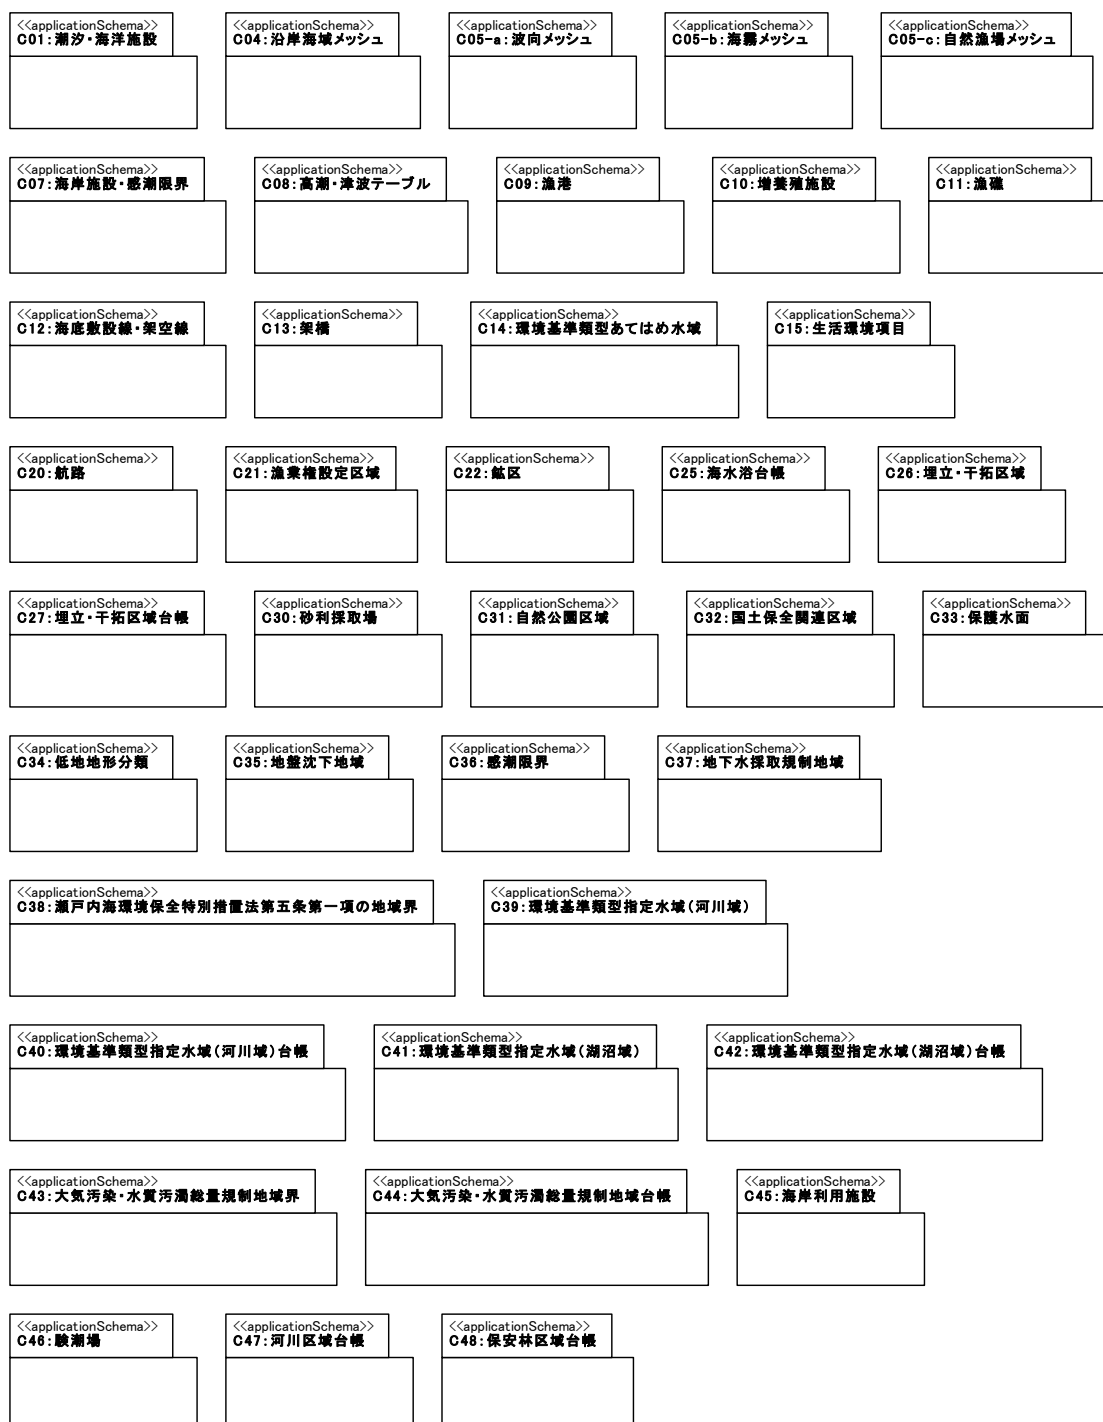 <<applicationSchema>>
C01:潮汐・海洋施設
<<applicationSchema>>
C04:沿岸海域メッシュ
<<applicationSchema>>
C05-a:波向メッシュ
<<applicationSchema>>
C05-b:海霧メッシュ
<<applicationSchema>>
C05-c:自然漁場メッシュ
<<applicationSchema>>
C07:海岸施設・感潮限界
<<applicationSchema>>
C08:高潮・津波テーブル
<<applicationSchema>>
C09:漁港
<<applicationSchema>>
C10:増養殖施設
<<applicationSchema>>
C11:漁礁
<<applicationSchema>>
C12:海底敷設線・架空線
<<applicationSchema>>
C13:架橋
<<applicationSchema>>
C14:環境基準類型あてはめ水域
<<applicationSchema>>
C15:生活環境項目
<<applicationSchema>>
C20:航路
<<applicationSchema>>
C21:漁業権設定区域
<<applicationSchema>>
C22:鉱区
<<applicationSchema>>
C25:海水浴台帳
<<applicationSchema>>
C26:埋立・干拓区域
<<applicationSchema>>
C27:埋立・干拓区域台帳
<<applicationSchema>>
C30:砂利採取場
<<applicationSchema>>
C31:自然公園区域
<<applicationSchema>>
C32:国土保全関連区域
<<applicationSchema>>
C33:保護水面
<<applicationSchema>>
C34:低地地形分類
<<applicationSchema>>
C35:地盤沈下地域
<<applicationSchema>>
C36:感潮限界
<<applicationSchema>>
C37:地下水採取規制地域
<<applicationSchema>>
C38:瀬戸内海環境保全特別措置法第五条第一項の地域界
<<applicationSchema>>
C39:環境基準類型指定水域(河川域)
<<applicationSchema>>
C40:環境基準類型指定水域(河川域)台帳
<<applicationSchema>>
C41:環境基準類型指定水域(湖沼域)
<<applicationSchema>>
C42:環境基準類型指定水域(湖沼域)台帳
<<applicationSchema>>
C43:大気汚染・水質汚濁総量規制地域界
<<applicationSchema>>
C44:大気汚染・水質汚濁総量規制地域台帳
<<applicationSchema>>
C45:海岸利用施設
<<applicationSchema>>
C46:験潮場
<<applicationSchema>>
C47:河川区域台帳
<<applicationSchema>>
C48:保安林区域台帳